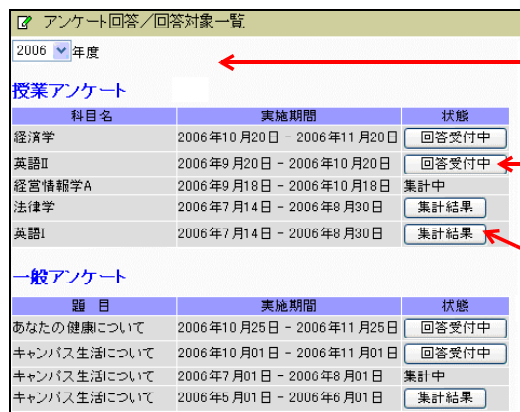 アンケート回答／回答対象一覧
2006 年度
授業アンケート
科目名 実施期間 状態
経済学 2006年10月20日 - 2006年11月20日 回答受付中
英語Ⅱ 2006年9月20日 - 2006年10月20日 回答受付中
経営情報学A 2006年9月18日 - 2006年10月18日 集計中
法律学 2006年7月14日 - 2006年8月30日 集計結果
英語Ⅰ 2006年7月14日 - 2006年8月30日 集計結果
一般アンケート
題 目 実施期間 状態
あなたの健康について 2006年10月25日 - 2006年11月25日 回答受付中
キャンパス生活について 2006年10月01日 - 2006年11月01日 回答受付中
キャンパス生活について 2006年7月01日 - 2006年8月01日 集計中
キャンパス生活について 2006年5月01日 - 2006年6月01日 集計結果